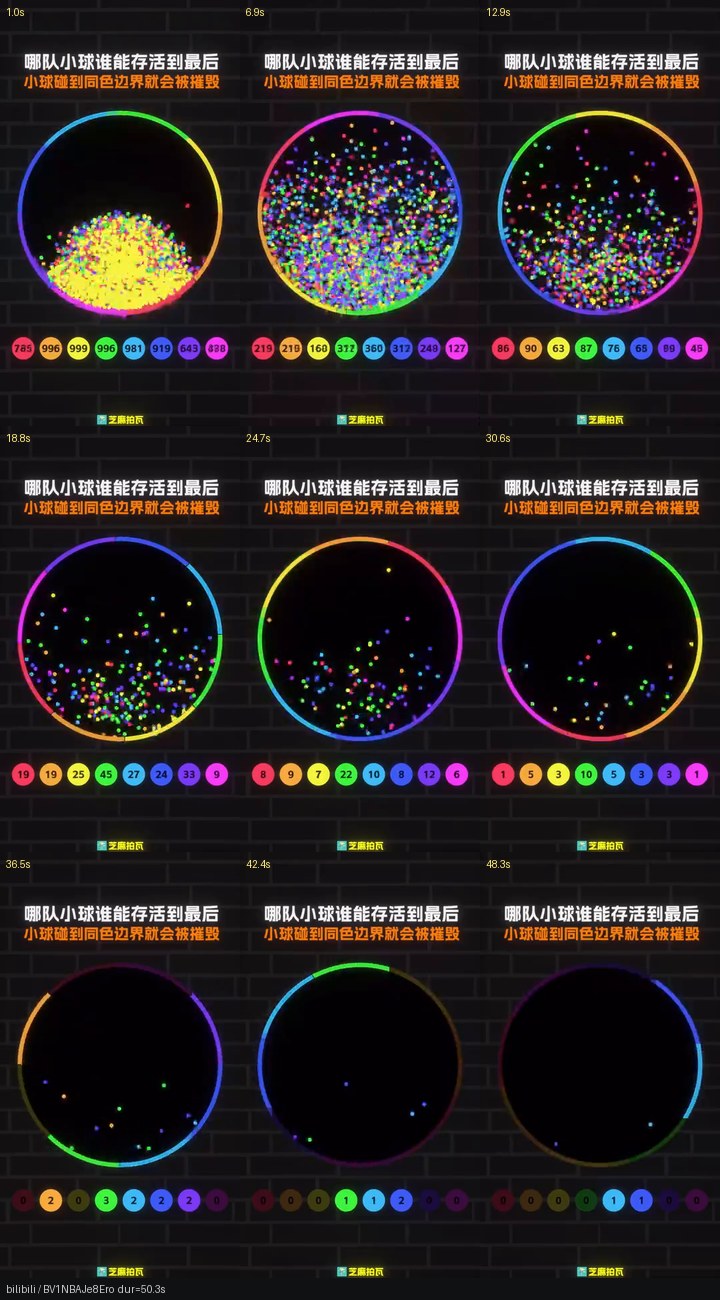 1.0s
6.9s
12.9s
哪队小球谁能存活到最后
哪队小球谁能存活到最后
哪队小球谁能存活到最后
小球碰到同色边界就会被摧毁
小球碰到同色边界就会被摧毁
小球碰到同色边界就会被摧毁
785 996 999 996 981 919 643
219 219 160 317 360 312 248 127
86 90 63 87 76 65 45
芝麻拍瓦
芝麻拍瓦
芝麻拍瓦
18.8s
24.7s
30.6s
哪队小球谁能存活到最后
哪队小球谁能存活到最后
哪队小球谁能存活到最后
小球碰到同色边界就会被摧毁
小球碰到同色边界就会被摧毁
小球碰到同色边界就会被摧毁
19 19 25 45 27 24 33 9
8 9 7 22 10 8 12 6
1 5 3 10 5 3 3 1
芝麻拍瓦
芝麻拍瓦
芝麻拍瓦
36.5s
42.4s
48.3s
哪队小球谁能存活到最后
哪队小球谁能存活到最后
哪队小球谁能存活到最后
小球碰到同色边界就会被摧毁
小球碰到同色边界就会被摧毁
小球碰到同色边界就会被摧毁
0 2 0 3 2 2 2 0
0 0 0 1 1 2 0 0
0 0 0 0 1 1 0 0
芝麻拍瓦
芝麻拍瓦
芝麻拍瓦
bilibili / BV1NBAJe8Ero dur=50.3s